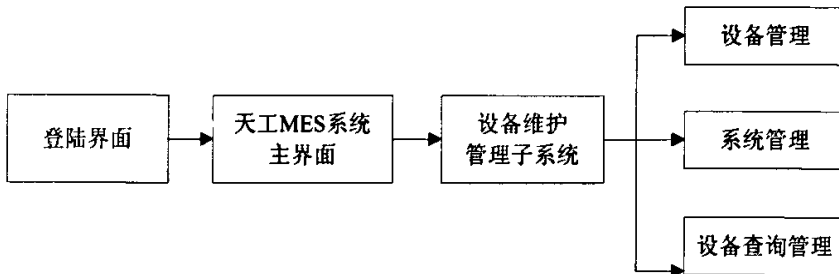 设备管理
登陆界面
天工MES系统
主界面
设备维护
管理子系统
系统管理
设备查询管理